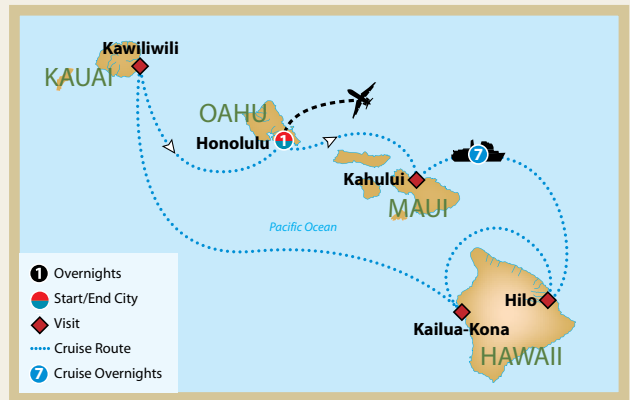 Kawiliwili
KAUAI
OAHU
Honolulu
1
Kahului
7
MAUI
Pacific Ocean
Hilo
Kailua-Kona
HAWAII
1 Overnights
Start/End City
Visit
Cruise Route
7 Cruise Overnights